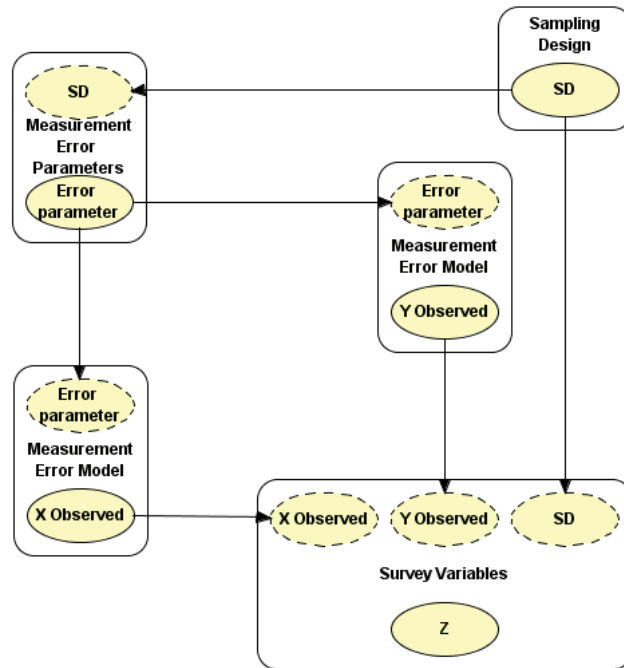 Sampling
Design
SD
SD
Measurement
Error
Parameters
Error
parameter
Error
parameter
Measurement
Error Model
Y Observed
Error
parameter
Measurement
Error Model
X Observed
X Observed
Y Observed
SD
Survey Variables
Z